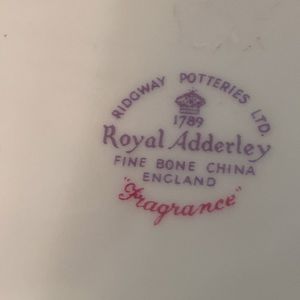 RIDGWAY POTTERIES LTD.
1789
Royal Adderley
FINE BONE CHINA
ENGLAND
"Fragrance"